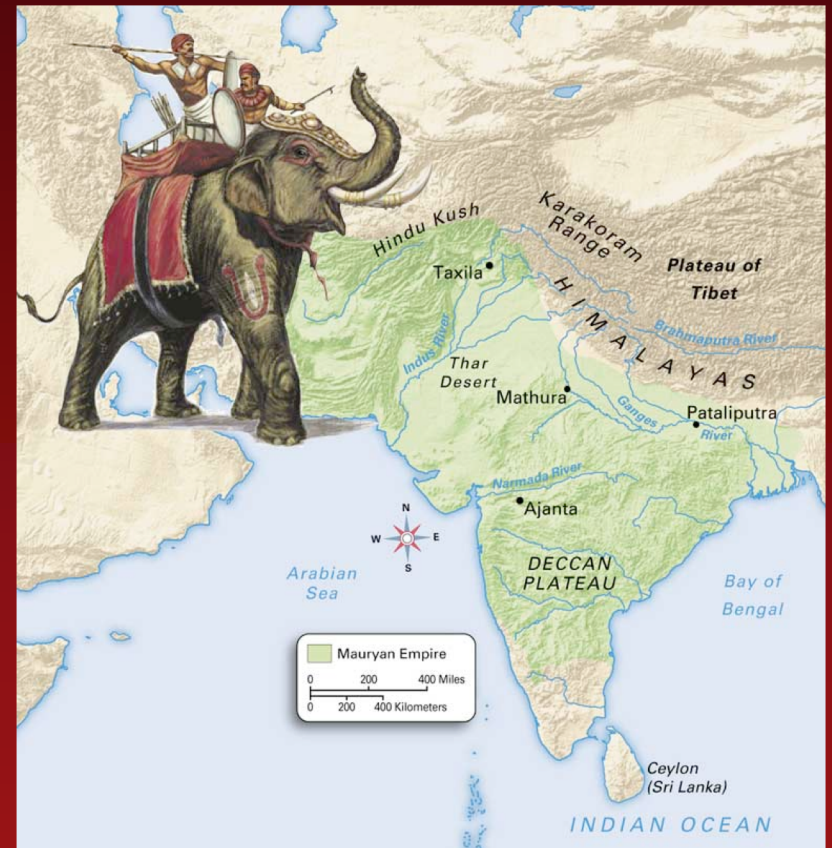 Hindu Kush
Karakoram
Range
Plateau of
Tibet
Taxila
HIMALAYAS
Brahmaputra River
Indus River
Thar
Desert
Mathura
Ganges
River
Pataliputra
Narmada River
Ajanta
N
W
E
S
DECCAN
PLATEAU
Arabian
Sea
Bay of
Bengal
Mauryan Empire
0 200 400 Miles
0 200 400 Kilometers
Ceylon
(Sri Lanka)
INDIAN OCEAN